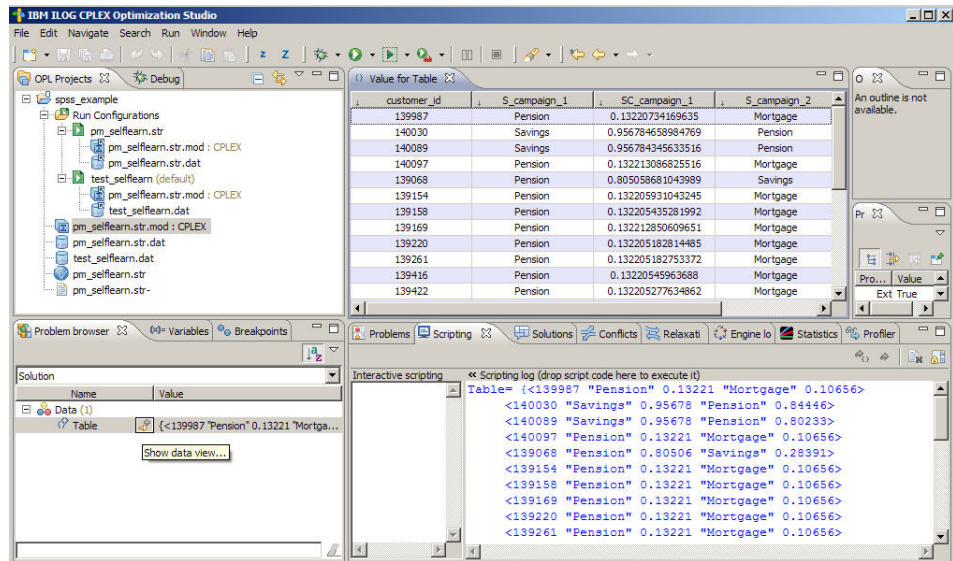 IBM ILOG CPLEX Optimization Studio
File Edit Navigate Search Run Window Help
OPL Projects Debug
spss_example
Run Configurations
pm_selflearn.str
pm_selflearn.str.mod : CPLEX
pm_selflearn.str.dat
test_selflearn (default)
pm_selflearn.str.mod : CPLEX
test_selflearn.dat
pm_selflearn.str.mod : CPLEX
pm_selflearn.str.dat
test_selflearn.dat
pm_selflearn.str
pm_selflearn.str-
Value for Table
customer_id S_campaign_1 SC_campaign_1 S_campaign_2
139987 Pension 0.13220734169635 Mortgage
140030 Savings 0.956784658984769 Pension
140089 Savings 0.956784345633516 Pension
140097 Pension 0.132213086825516 Mortgage
139068 Pension 0.805058681043989 Savings
139154 Pension 0.132205931043245 Mortgage
139158 Pension 0.132205435281992 Mortgage
139169 Pension 0.132212850609651 Mortgage
139220 Pension 0.132205182814485 Mortgage
139261 Pension 0.132205182753372 Mortgage
139416 Pension 0.13220545963688 Mortgage
139422 Pension 0.132205277634862 Mortgage
O
An outline is not
available.
Pr
Pro... Value
Ext True
Problem browser (x)= Variables Breakpoints
Solution
Name Value
Data (1)
Table {<139987 "Pension" 0.13221 "Mortga...
Show data view...
Problems Scripting Solutions Conflicts Relaxati Engine lo Statistics Profiler
Interactive scripting << Scripting log (drop script code here to execute it)
Table= {<139987 "Pension" 0.13221 "Mortgage" 0.10656>
<140030 "Savings" 0.95678 "Pension" 0.84446>
<140089 "Savings" 0.95678 "Pension" 0.80233>
<140097 "Pension" 0.13221 "Mortgage" 0.10656>
<139068 "Pension" 0.80506 "Savings" 0.28391>
<139154 "Pension" 0.13221 "Mortgage" 0.10656>
<139158 "Pension" 0.13221 "Mortgage" 0.10656>
<139169 "Pension" 0.13221 "Mortgage" 0.10656>
<139220 "Pension" 0.13221 "Mortgage" 0.10656>
<139261 "Pension" 0.13221 "Mortgage" 0.10656>